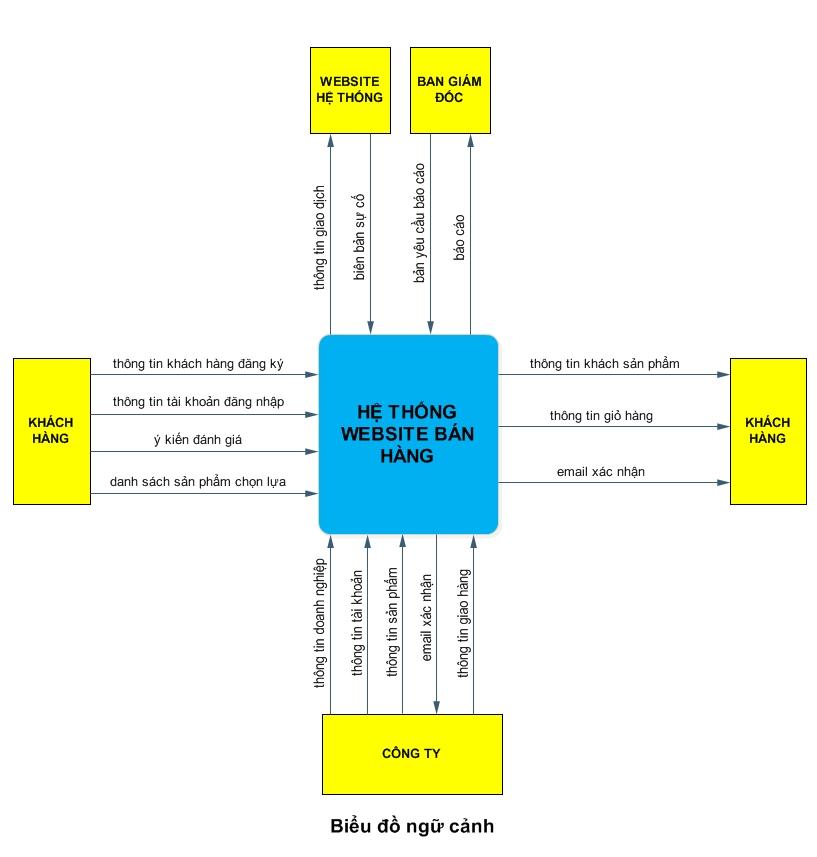 WEBSITE
HỆ THỐNG
BAN GIÁM
ĐỐC
thông tin giao dịch
biên bản sự cố
bản yêu cầu báo cáo
báo cáo
KHÁCH
HÀNG
thông tin khách hàng đăng ký
thông tin tài khoản đăng nhập
ý kiến đánh giá
danh sách sản phẩm chọn lựa
HỆ THỐNG
WEBSITE BÁN
HÀNG
thông tin khách sản phẩm
thông tin giỏ hàng
email xác nhận
KHÁCH
HÀNG
thông tin doanh nghiệp
thông tin tài khoản
thông tin sản phẩm
email xác nhận
thông tin giao hàng
CÔNG TY
Biểu đồ ngữ cảnh